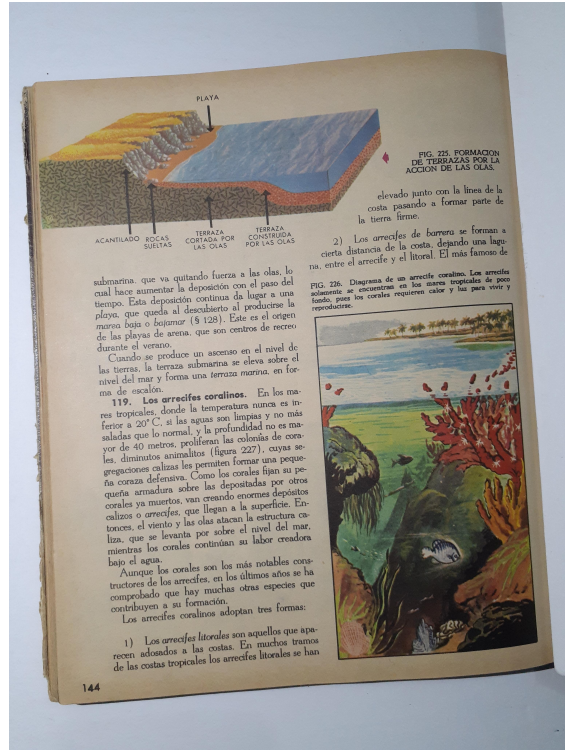 PLAYA
ACANTILADO
ROCAS
SUELTAS
TERRAZA
CORTADA POR
LAS OLAS
TERRAZA
CONSTRUIDA
POR LAS OLAS
FIG. 225. FORMACION
DE TERRAZAS POR LA
ACCION DE LAS OLAS.
submarina, que va quitando fuerza a las olas, lo
cual hace aumentar la deposición con el paso del
tiempo. Esta deposición continua da lugar a una
playa, que queda al descubierto al producirse la
marea baja o bajamar (§ 128). Este es el origen
de las playas de arena, que son centros de recreo
durante el verano.
Cuando se produce un ascenso en el nivel de
las tierras, la terraza submarina se eleva sobre el
nivel del mar y forma una terraza marina, en for-
ma de escalón.
119. Los arrecifes coralinos. En los ma-
res tropicales, donde la temperatura nunca es in-
ferior a 20° C, si las aguas son limpias y no más
saladas que lo normal, y la profundidad no es ma-
yor de 40 metros, proliferan las colonias de cora-
les, diminutos animalitos (figura 227), cuyas se-
gregaciones calizas les permiten formar una peque-
ña coraza defensiva. Como los corales fijan su pe-
queña armadura sobre las depositadas por otros
corales ya muertos, van creando enormes depósitos
calizos o arrecifes, que llegan a la superficie. En-
tonces, el viento y las olas atacan la estructura ca-
liza, que se levanta por sobre el nivel del mar,
mientras los corales continúan su labor creadora
bajo el agua.
Aunque los corales son los más notables cons-
tructores de los arrecifes, en los últimos años se ha
comprobado que hay muchas otras especies que
contribuyen a su formación.
Los arrecifes coralinos adoptan tres formas:
1) Los arrecifes litorales son aquellos que apa-
recen adosados a las costas. En muchos tramos
de las costas tropicales los arrecifes litorales se han
elevado junto con la línea de la
costa pasando a formar parte de
la tierra firme.
2) Los arrecifes de barrera se forman a
cierta distancia de la costa, dejando una lagu-
na, entre el arrecife y el litoral. El más famoso de
FIG. 226. Diagrama de un arrecife coralino. Los arrecifes
solamente se encuentran en los mares tropicales de poco
fondo, pues los corales requieren calor y luz para vivir y
reproducirse.
144